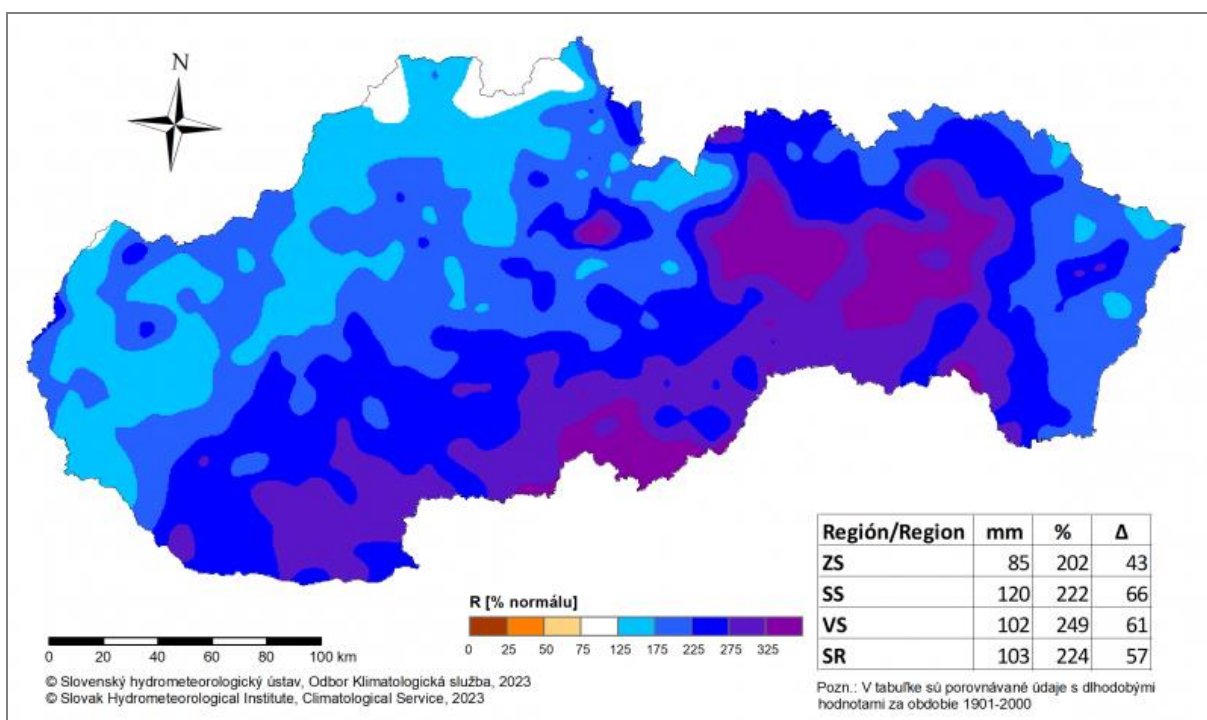 N
R [% normálu]
0 25 50 75 125 175 225 275 325
0 20 40 60 80 100 km
© Slovenský hydrometeorologický ústav, Odbor Klimatologická služba, 2023
© Slovak Hydrometeorological Institute, Climatological Service, 2023
Región/Region mm % Δ
ZS 85 202 43
SS 120 222 66
VS 102 249 61
SR 103 224 57
Pozn.: V tabuľke sú porovnávané údaje s dlhodobými
hodnotami za obdobie 1901-2000